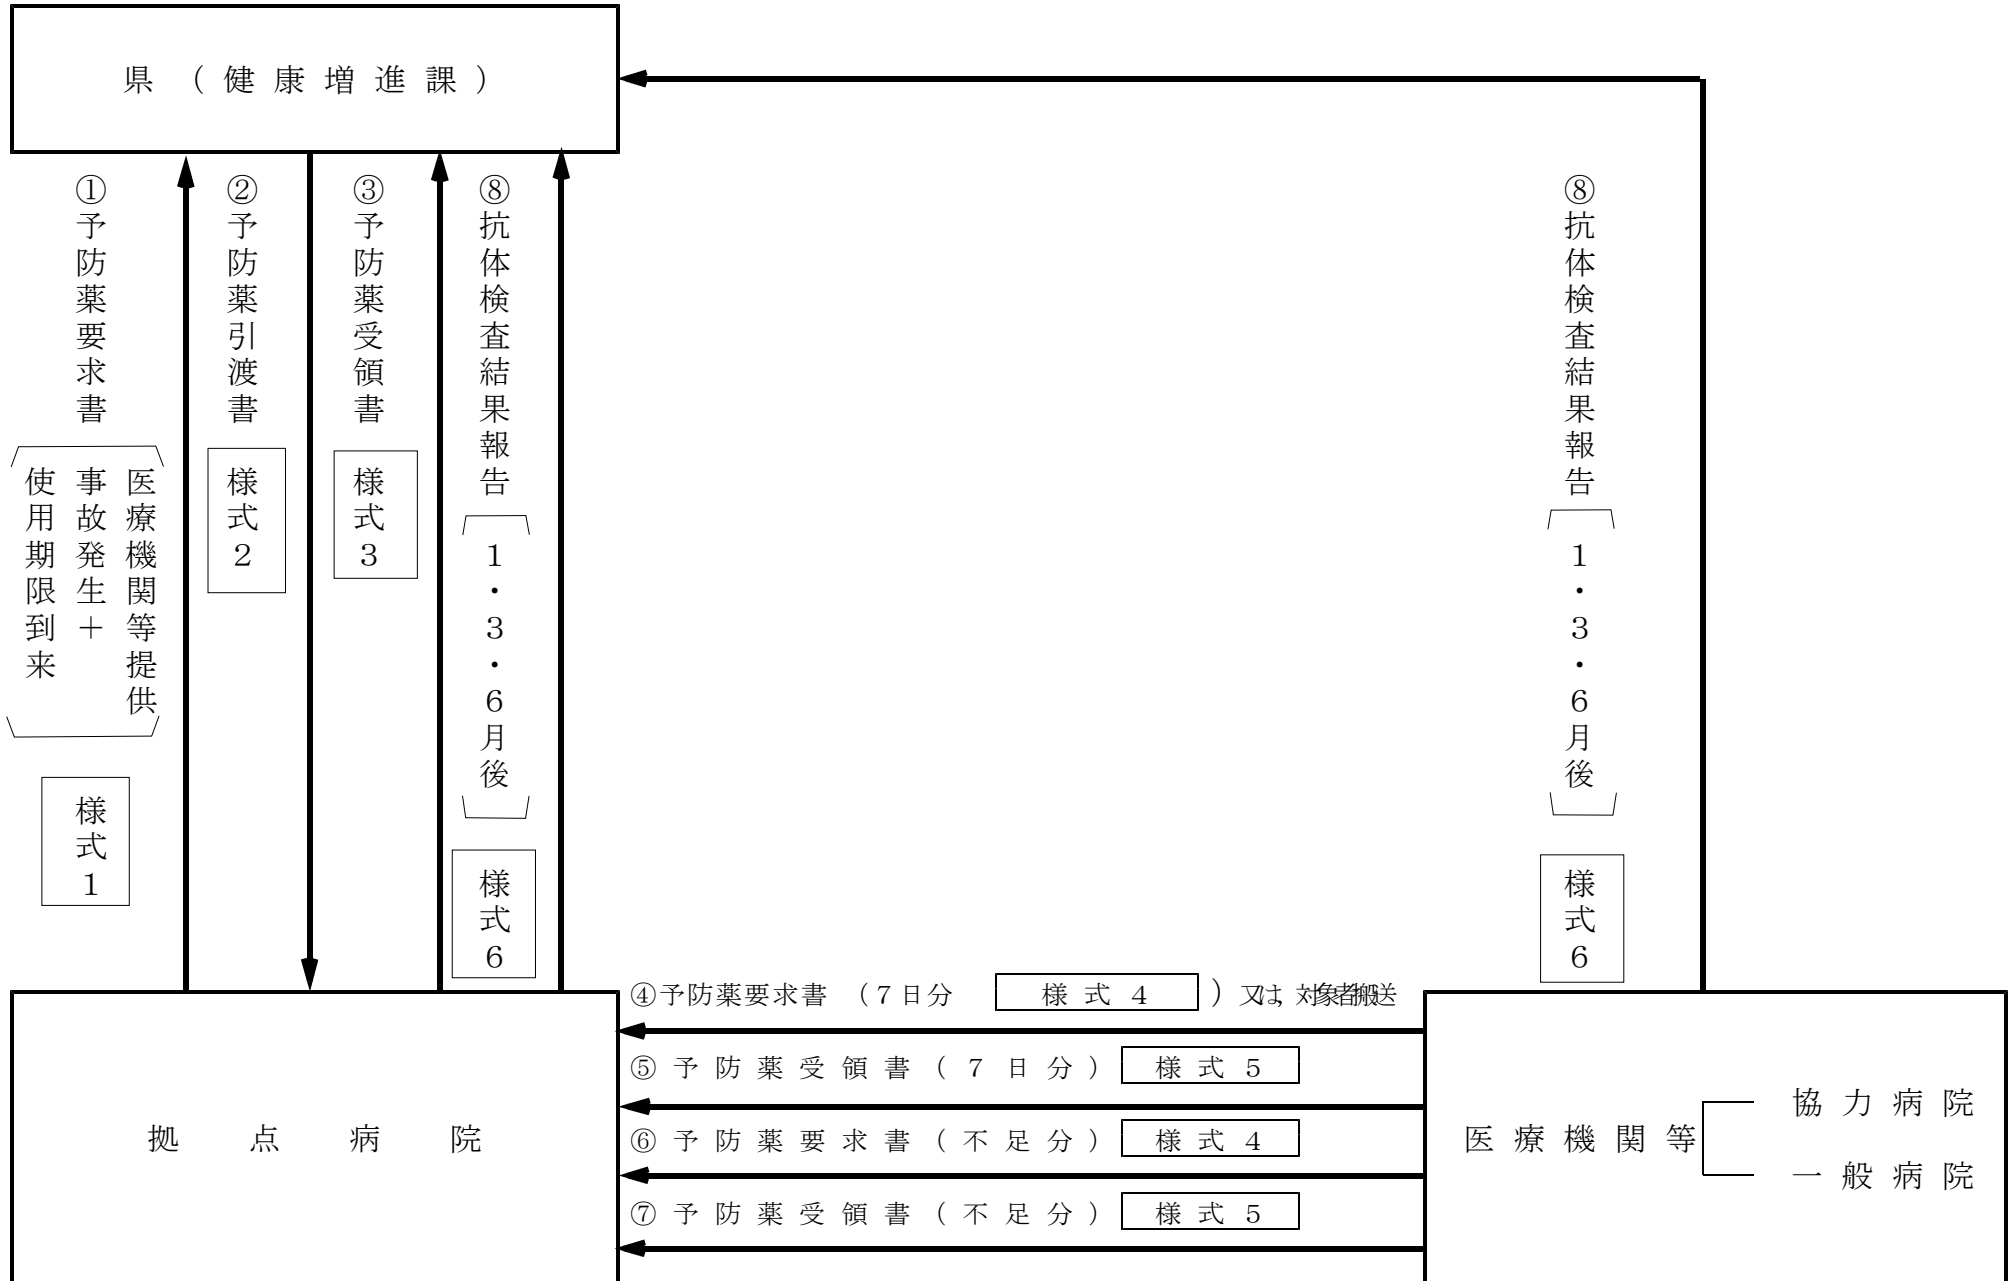 県（健康増進課）
①予防薬要求書
医療機関等提供
事故発生＋
使用期限到来
様式１
②予防薬引渡書
様式２
③予防薬受領書
様式３
⑧抗体検査結果報告
１・３・６月後
様式６
⑧抗体検査結果報告
１・３・６月後
様式６
④予防薬要求書（７日分 様式４）又は，対象者搬送
⑤予防薬受領書（７日分）様式５
⑥予防薬要求書（不足分）様式４
⑦予防薬受領書（不足分）様式５
拠点病院
医療機関等
協力病院
一般病院